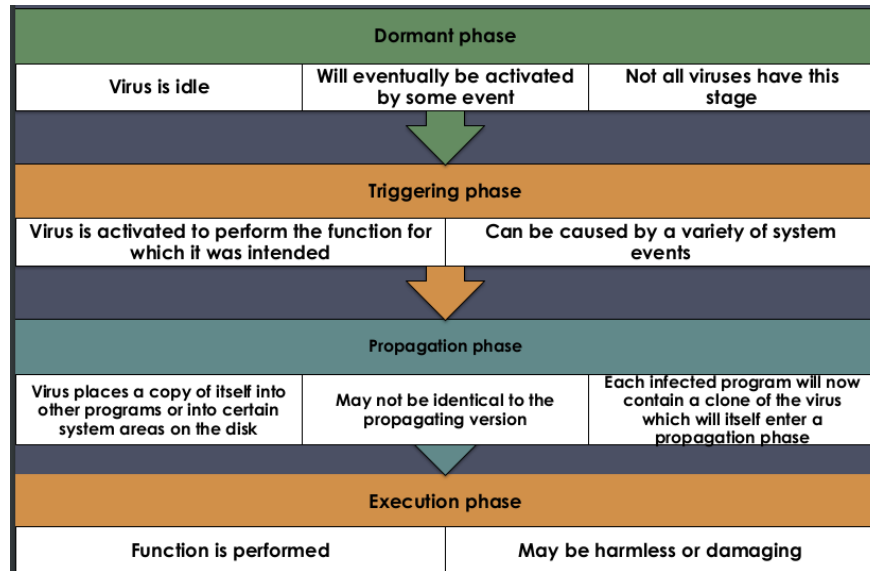 Dormant phase
Virus is idle
Will eventually be activated
by some event
Not all viruses have this
stage
Triggering phase
Virus is activated to perform the function for
which it was intended
Can be caused by a variety of system
events
Propagation phase
Virus places a copy of itself into
other programs or into certain
system areas on the disk
May not be identical to the
propagating version
Each infected program will now
contain a clone of the virus
which will itself enter a
propagation phase
Execution phase
Function is performed
May be harmless or damaging